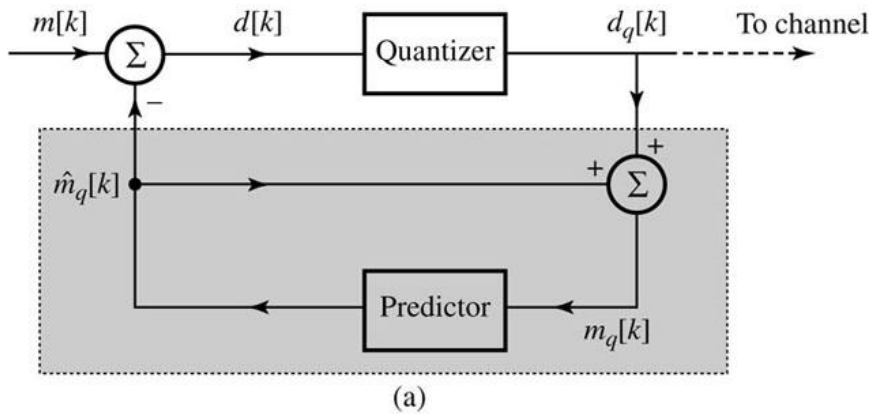 m[k]
Σ
d[k]
Quantizer
d_q[k]
To channel
−
+
m̂_q[k]
+
Σ
Predictor
m_q[k]
(a)